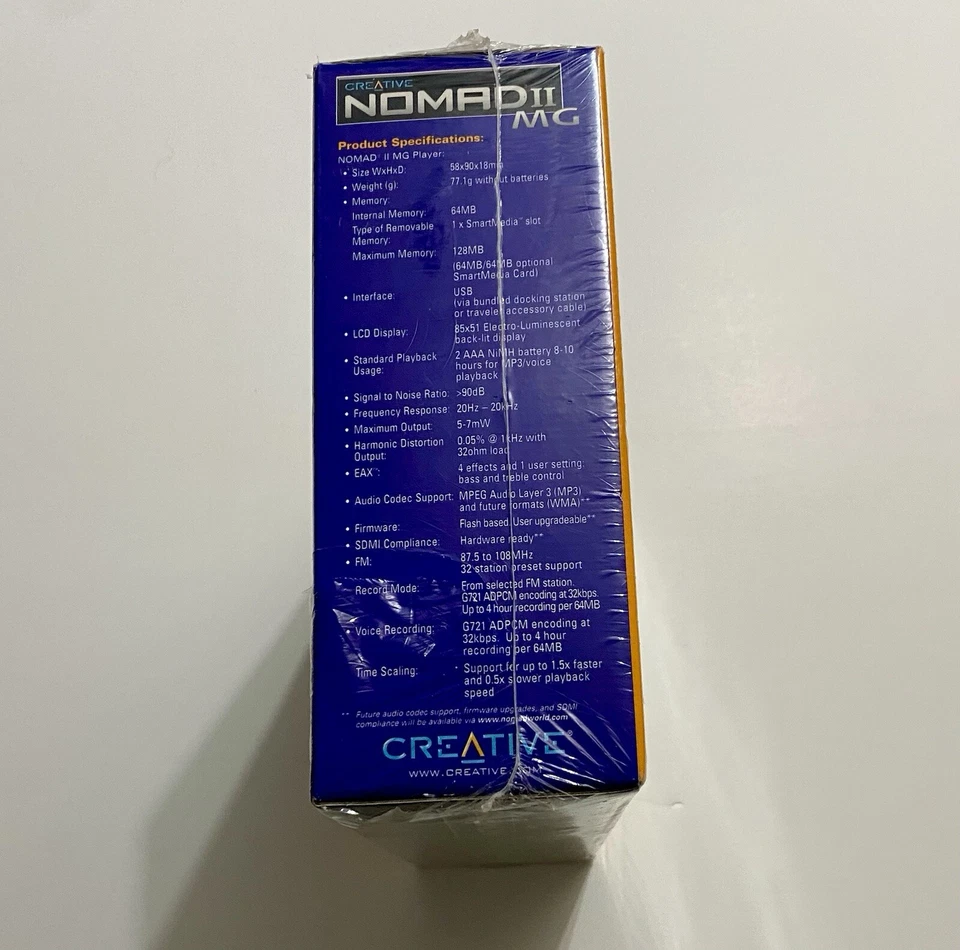 CREATIVE
NOMAD II
MG
Product Specifications:
NOMAD® II MG Player:
• Size WxHxD: 58x90x18mm
• Weight (g): 77.1g without batteries
• Memory:
Internal Memory: 64MB
Type of Removable 1 x SmartMedia™ slot
Memory:
Maximum Memory: 128MB
(64MB/64MB optional
SmartMedia Card)
• Interface: USB
(via bundled docking station
or traveler accessory cable)
• LCD Display: 85x51 Electro-Luminescent
back-lit display
• Standard Playback 2 AAA NiMH battery 8-10
Usage: hours for MP3/voice
playback
• Signal to Noise Ratio: >90dB
• Frequency Response: 20Hz – 20kHz
• Maximum Output: 5-7mW
• Harmonic Distortion 0.05% @ 1kHz with
Output: 32ohm load
• EAX™: 4 effects and 1 user setting:
bass and treble control
• Audio Codec Support: MPEG Audio Layer 3 (MP3)
and future formats (WMA)**
• Firmware: Flash based. User upgradeable**
• SDMI Compliance: Hardware ready**
• FM: 87.5 to 108MHz
32 station preset support
Record Mode: From selected FM station.
G721 ADPCM encoding at 32kbps.
Up to 4 hour recording per 64MB
• Voice Recording: G721 ADPCM encoding at
32kbps. Up to 4 hour
recording per 64MB
Time Scaling: • Support for up to 1.5x faster
and 0.5x slower playback
speed
** Future audio codec support, firmware upgrades, and SDMI
compliance will be available via www.nomadworld.com
CREATIVE®
WWW.CREATIVE.COM